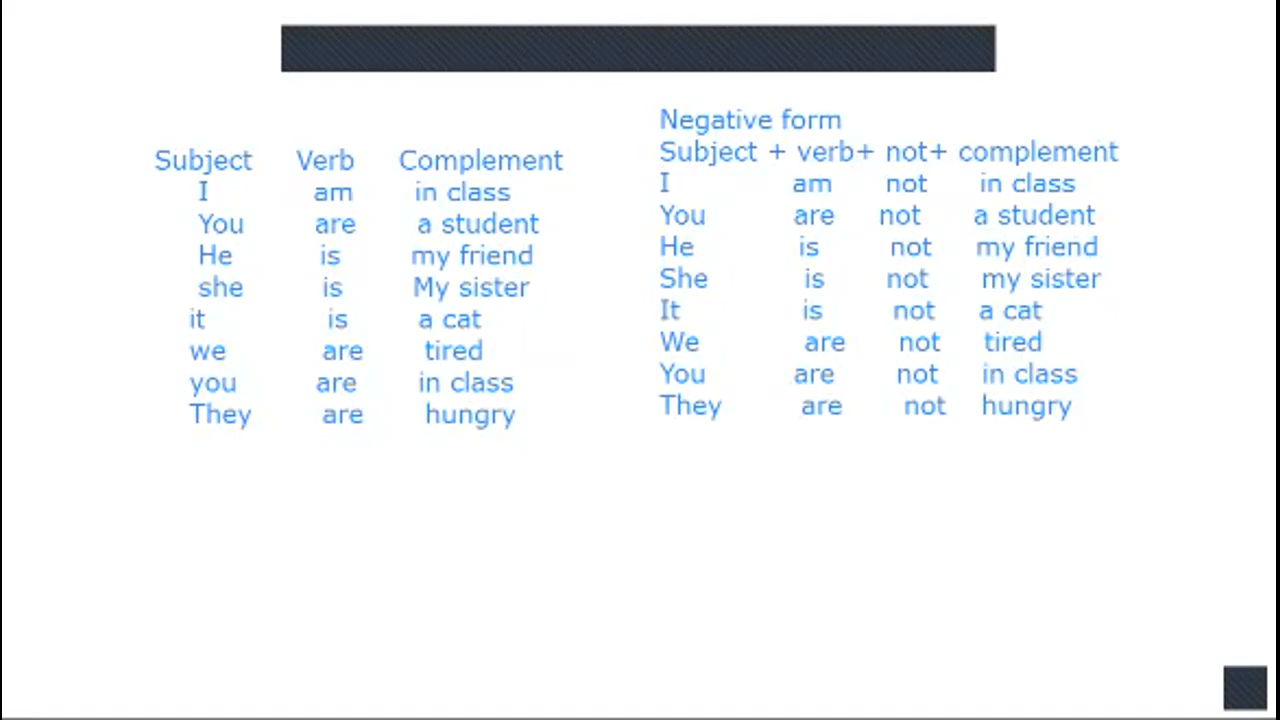 Subject Verb Complement
I am in class
You are a student
He is my friend
she is My sister
it is a cat
we are tired
you are in class
They are hungry
Negative form
Subject + verb+ not+ complement
I am not in class
You are not a student
He is not my friend
She is not my sister
It is not a cat
We are not tired
You are not in class
They are not hungry